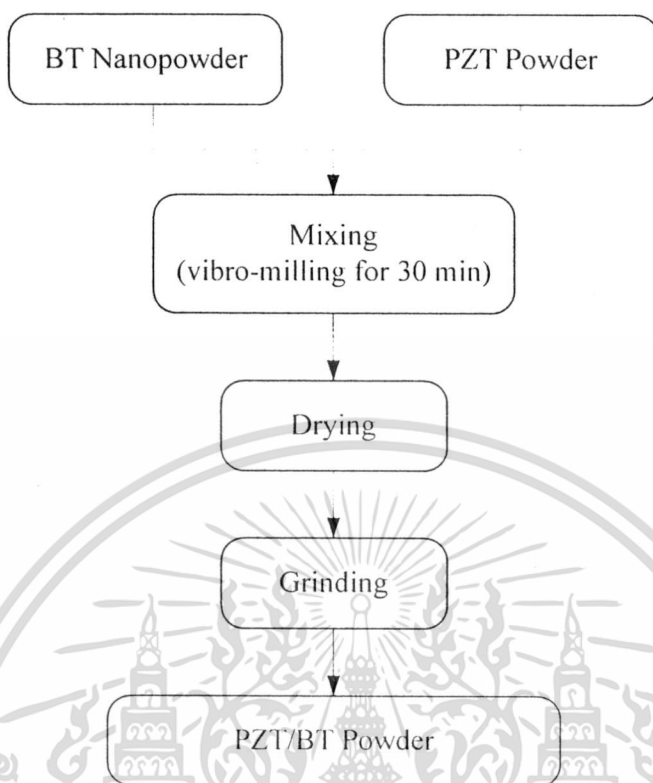 BT Nanopowder
PZT Powder
Mixing
(vibro-milling for 30 min)
Drying
Grinding
PZT/BT Powder